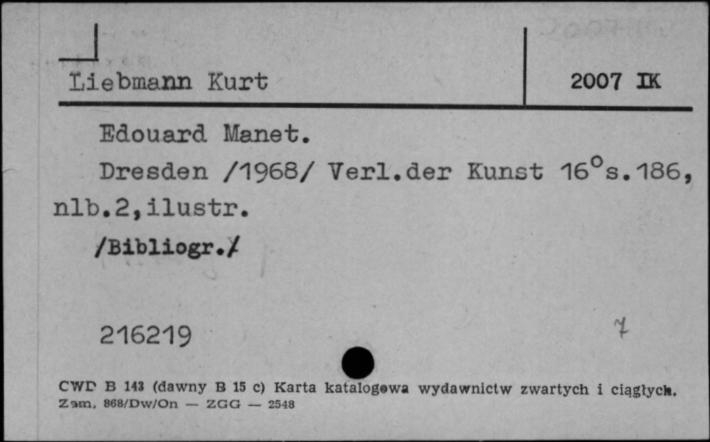 Liebmann Kurt
2007 IK
Edouard Manet.
Dresden /1968/ Verl.der Kunst 16°s.186,
nlb.2,ilustr.
/Bibliogr./
216219
7
CWD B 143 (dawny B 15 c) Karta katalogowa wydawnictw zwartych i ciągłych.
Zam. 868/Dw/On — ZGG — 2548